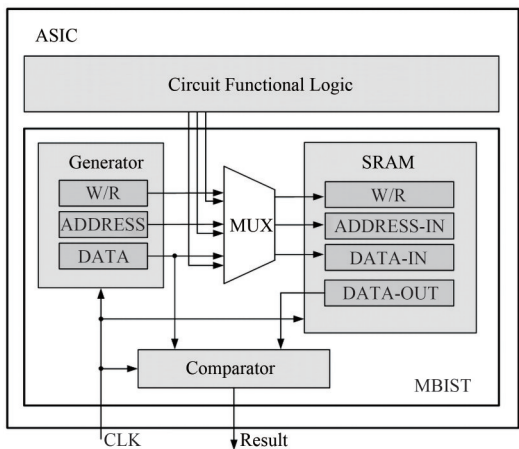 ASIC
Circuit Functional Logic
Generator
SRAM
W/R
W/R
ADDRESS
MUX
ADDRESS-IN
DATA
DATA-IN
DATA-OUT
Comparator
MBIST
CLK
Result